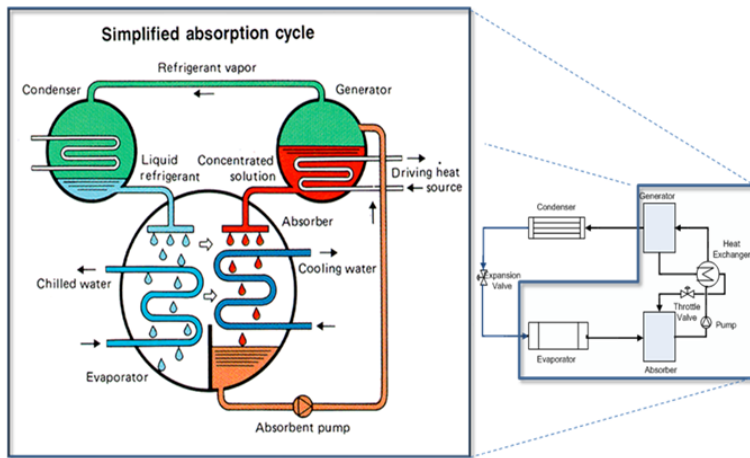 Simplified absorption cycle
Refrigerant vapor
Condenser
Generator
Liquid
refrigerant
Concentrated
solution
Driving heat
source
Absorber
Cooling water
Chilled water
Evaporator
Absorbent pump
Generator
Condenser
Heat
Exchanger
Expansion
Valve
Throttle
Valve
Pump
Evaporator
Absorber